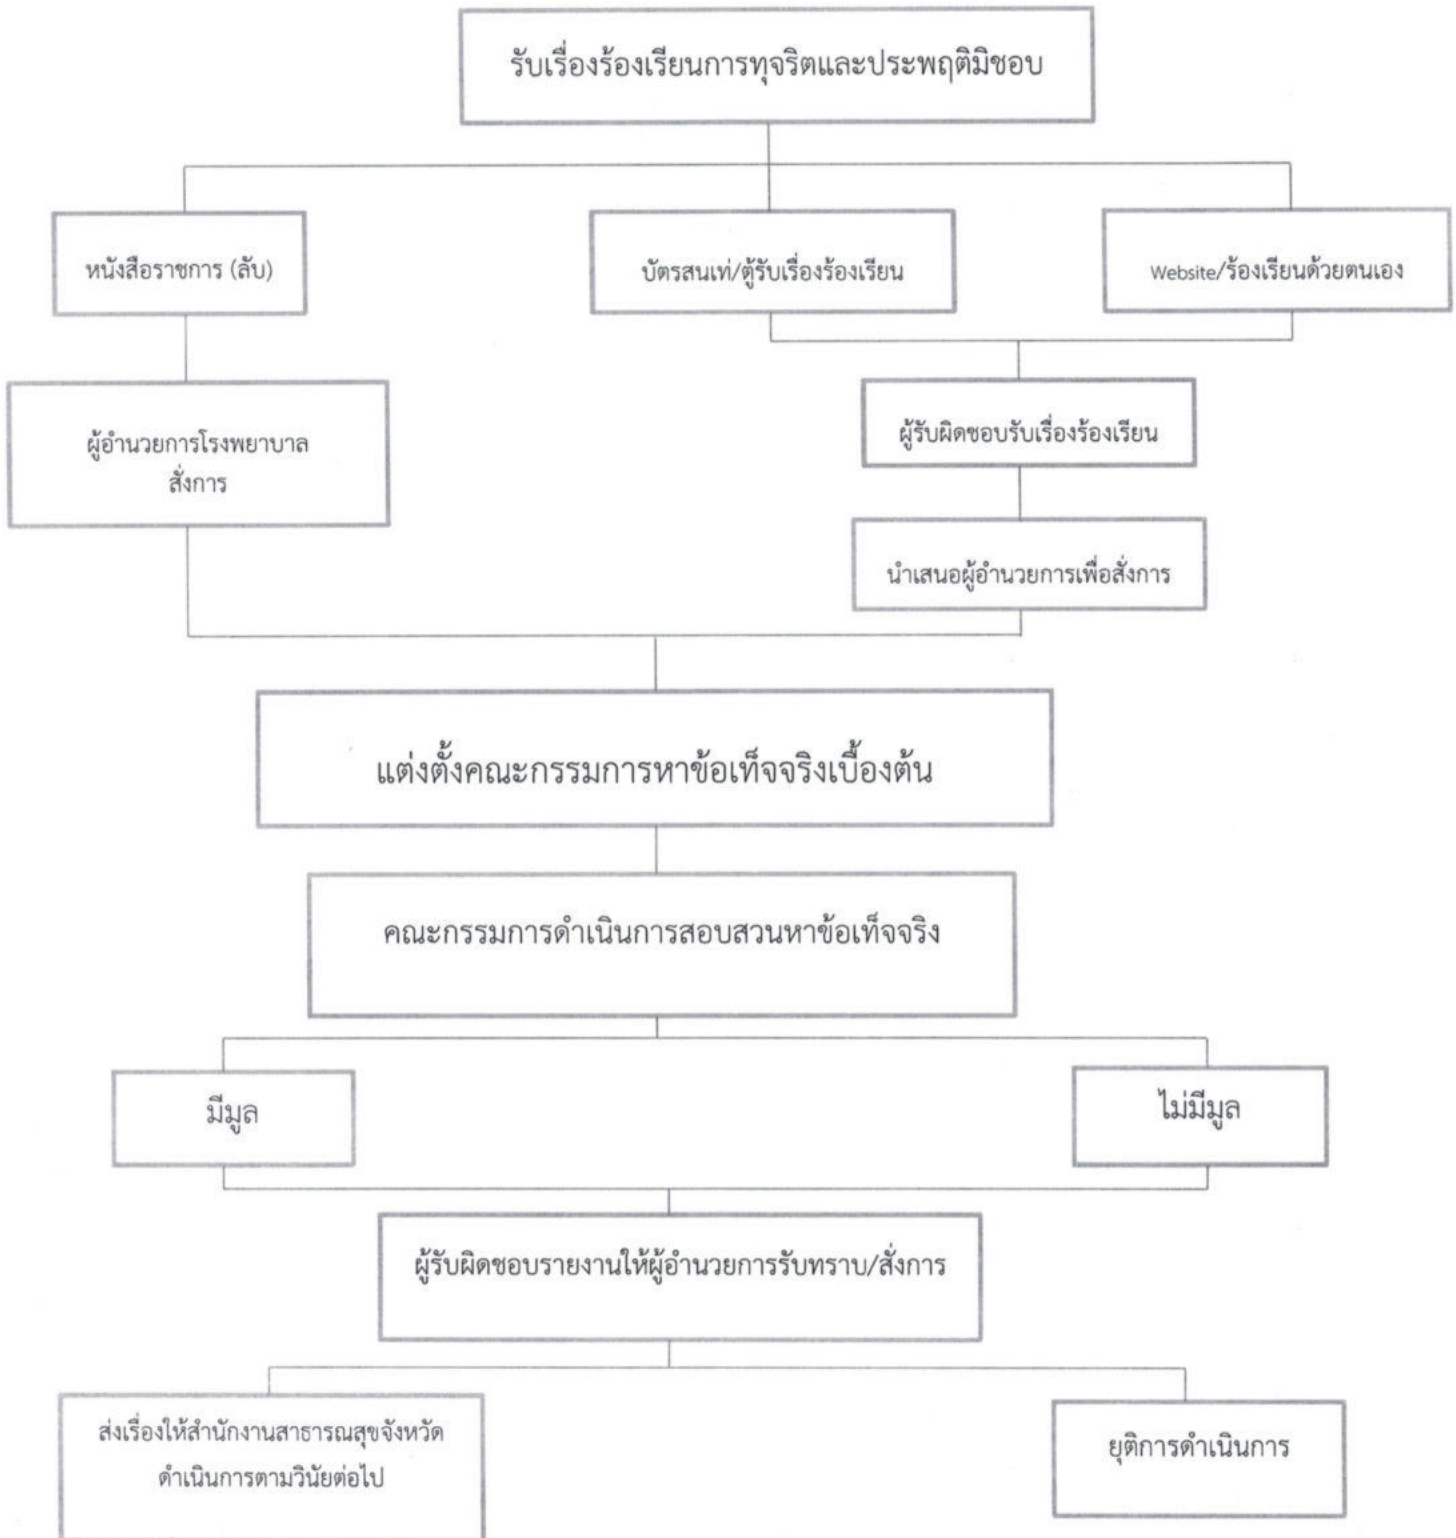 รับเรื่องร้องเรียนการทุจริตและประพฤติมิชอบ
หนังสือราชการ (ลับ)
บัตรสนเท่/ตู้รับเรื่องร้องเรียน
Website/ร้องเรียนด้วยตนเอง
ผู้อำนวยการโรงพยาบาล
สั่งการ
ผู้รับผิดชอบรับเรื่องร้องเรียน
นำเสนอผู้อำนวยการเพื่อสั่งการ
แต่งตั้งคณะกรรมการหาข้อเท็จจริงเบื้องต้น
คณะกรรมการดำเนินการสอบสวนหาข้อเท็จจริง
มีมูล
ไม่มีมูล
ผู้รับผิดชอบรายงานให้ผู้อำนวยการรับทราบ/สั่งการ
ส่งเรื่องให้สำนักงานสาธารณสุขจังหวัด
ดำเนินการตามวินัยต่อไป
ยุติการดำเนินการ